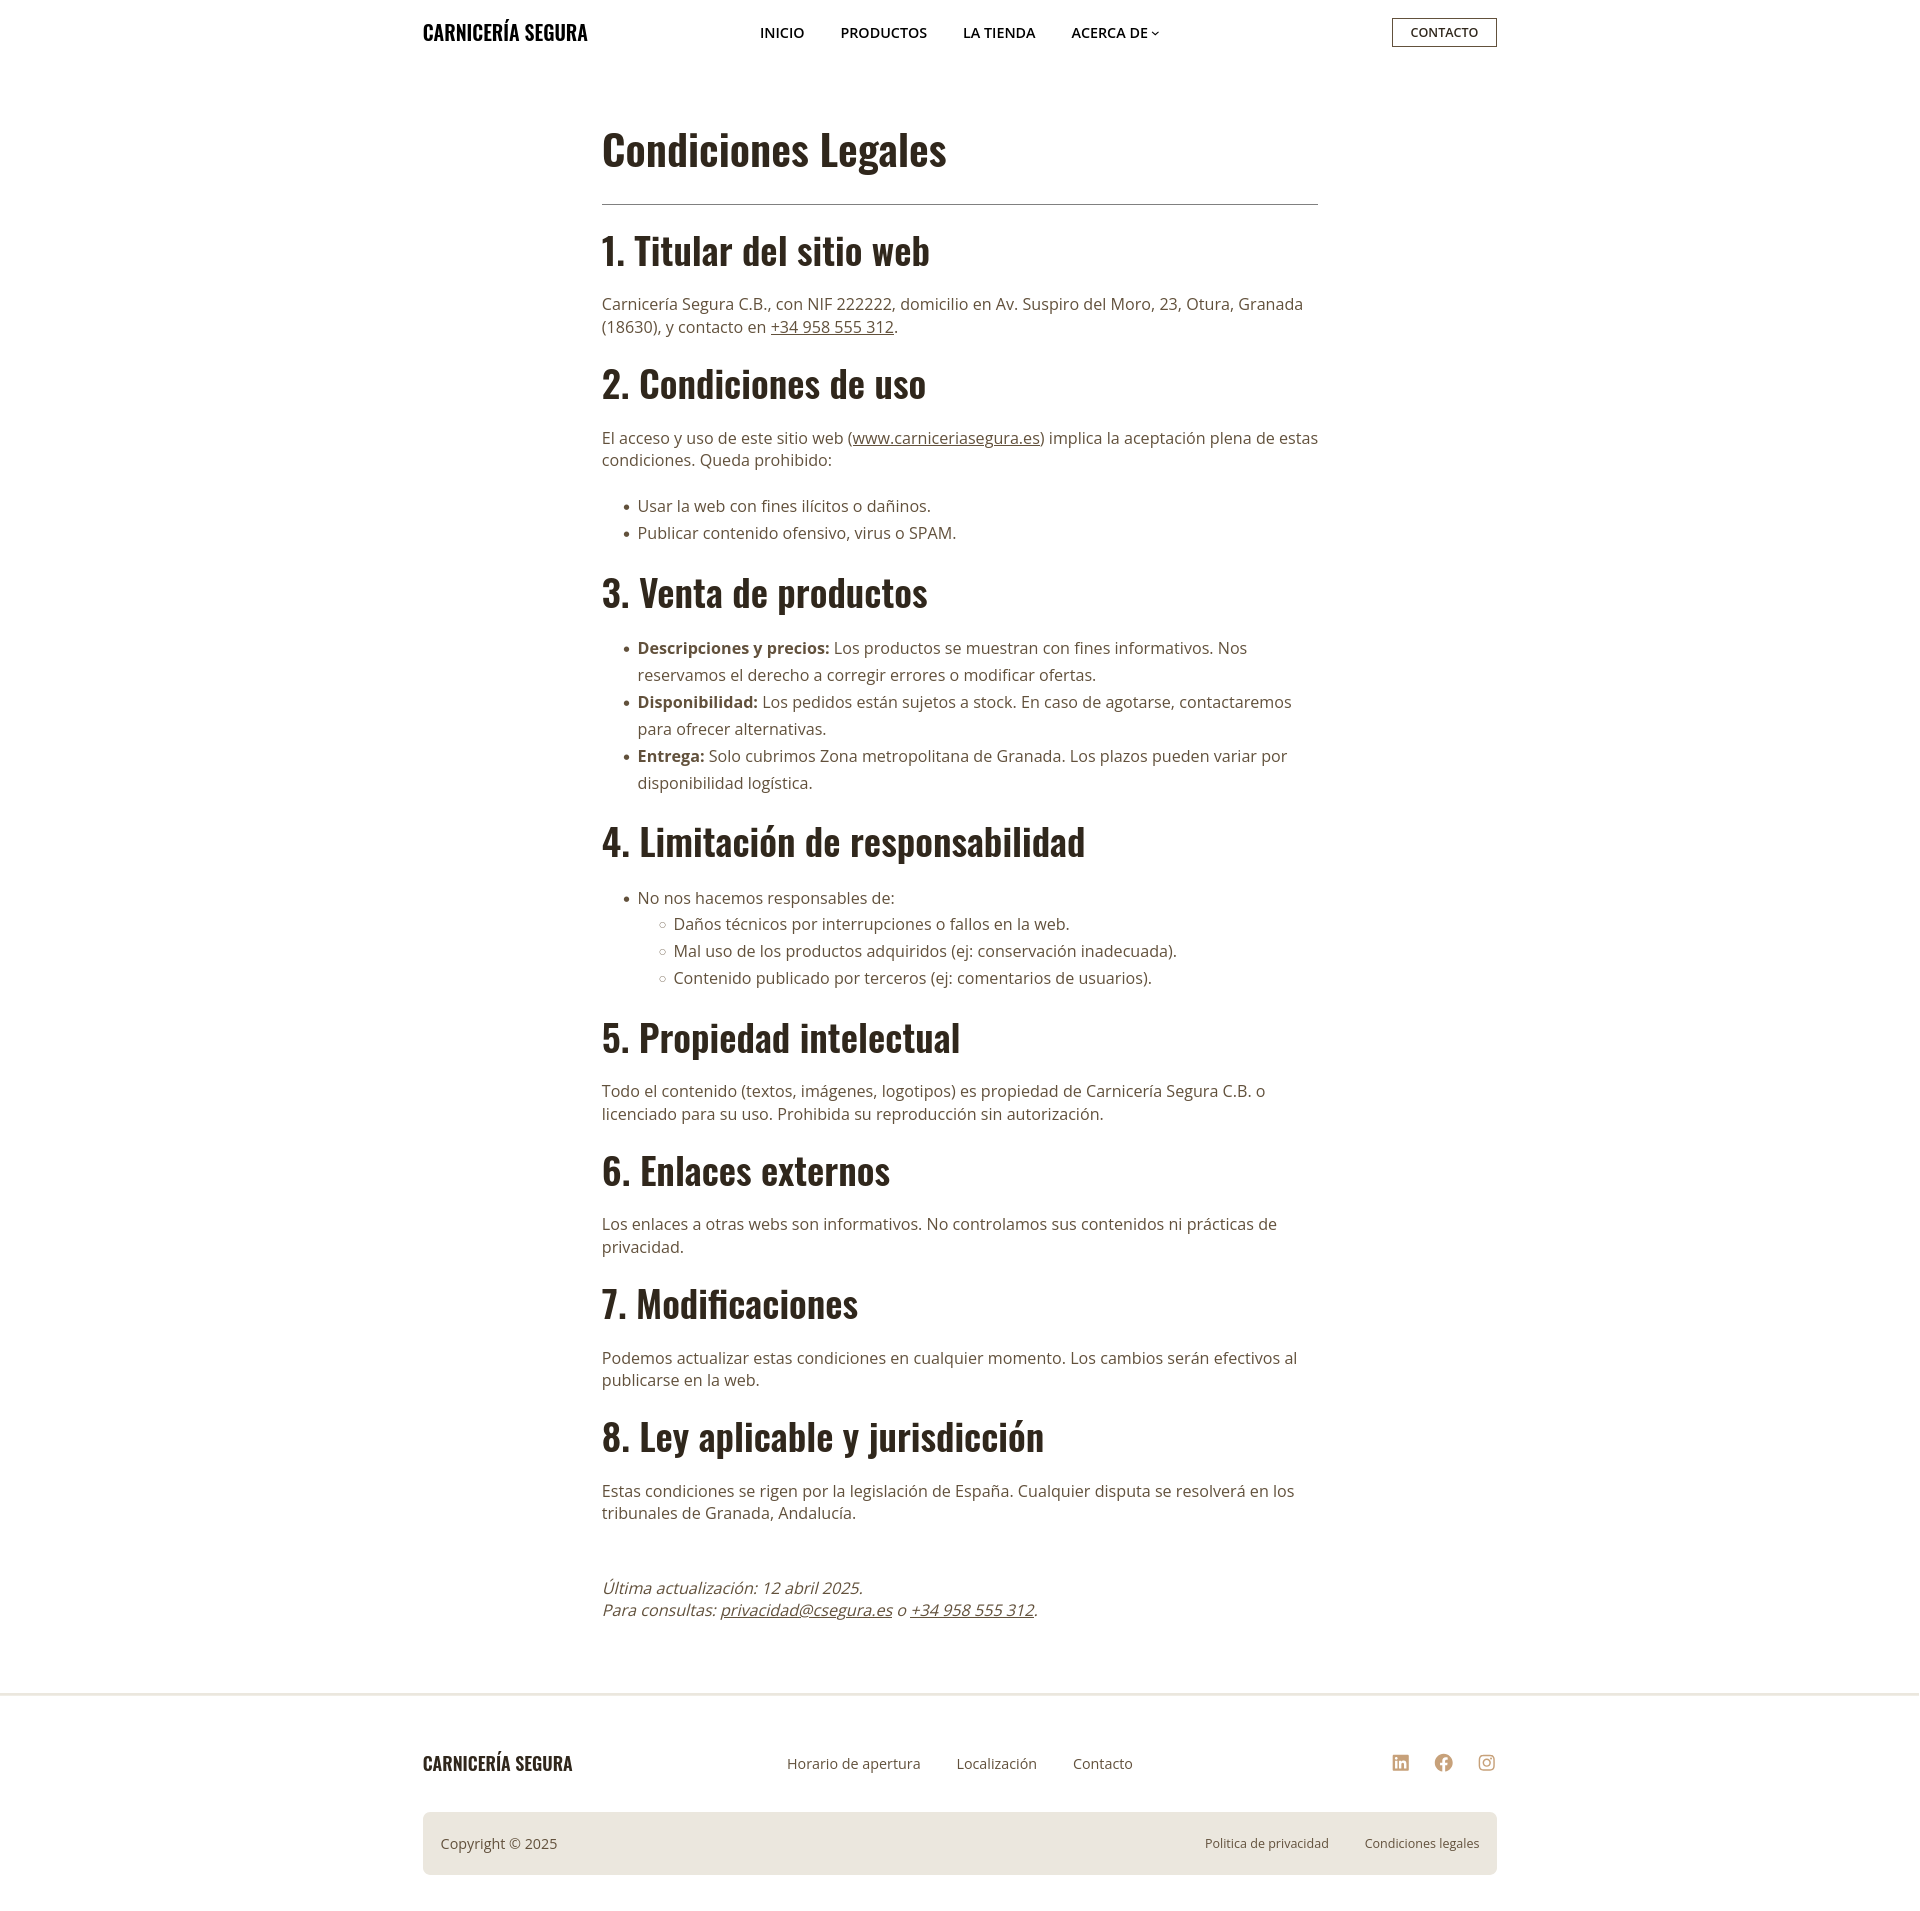 CARNICERÍA SEGURA
INICIO PRODUCTOS LA TIENDA ACERCA DE
CONTACTO
Condiciones Legales
1. Titular del sitio web
Carnicería Segura C.B., con NIF 222222, domicilio en Av. Suspiro del Moro, 23, Otura, Granada
(18630), y contacto en +34 958 555 312.
2. Condiciones de uso
El acceso y uso de este sitio web (www.carniceriasegura.es) implica la aceptación plena de estas
condiciones. Queda prohibido:
• Usar la web con fines ilícitos o dañinos.
• Publicar contenido ofensivo, virus o SPAM.
3. Venta de productos
• Descripciones y precios: Los productos se muestran con fines informativos. Nos
reservamos el derecho a corregir errores o modificar ofertas.
• Disponibilidad: Los pedidos están sujetos a stock. En caso de agotarse, contactaremos
para ofrecer alternativas.
• Entrega: Solo cubrimos Zona metropolitana de Granada. Los plazos pueden variar por
disponibilidad logística.
4. Limitación de responsabilidad
• No nos hacemos responsables de:
○ Daños técnicos por interrupciones o fallos en la web.
○ Mal uso de los productos adquiridos (ej: conservación inadecuada).
○ Contenido publicado por terceros (ej: comentarios de usuarios).
5. Propiedad intelectual
Todo el contenido (textos, imágenes, logotipos) es propiedad de Carnicería Segura C.B. o
licenciado para su uso. Prohibida su reproducción sin autorización.
6. Enlaces externos
Los enlaces a otras webs son informativos. No controlamos sus contenidos ni prácticas de
privacidad.
7. Modificaciones
Podemos actualizar estas condiciones en cualquier momento. Los cambios serán efectivos al
publicarse en la web.
8. Ley aplicable y jurisdicción
Estas condiciones se rigen por la legislación de España. Cualquier disputa se resolverá en los
tribunales de Granada, Andalucía.
Última actualización: 12 abril 2025.
Para consultas: privacidad@csegura.es o +34 958 555 312.
CARNICERÍA SEGURA
Horario de apertura Localización Contacto
Copyright © 2025
Politica de privacidad Condiciones legales